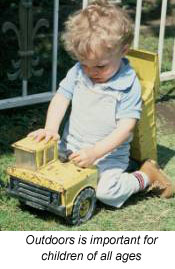 Outdoors is important for
children of all ages